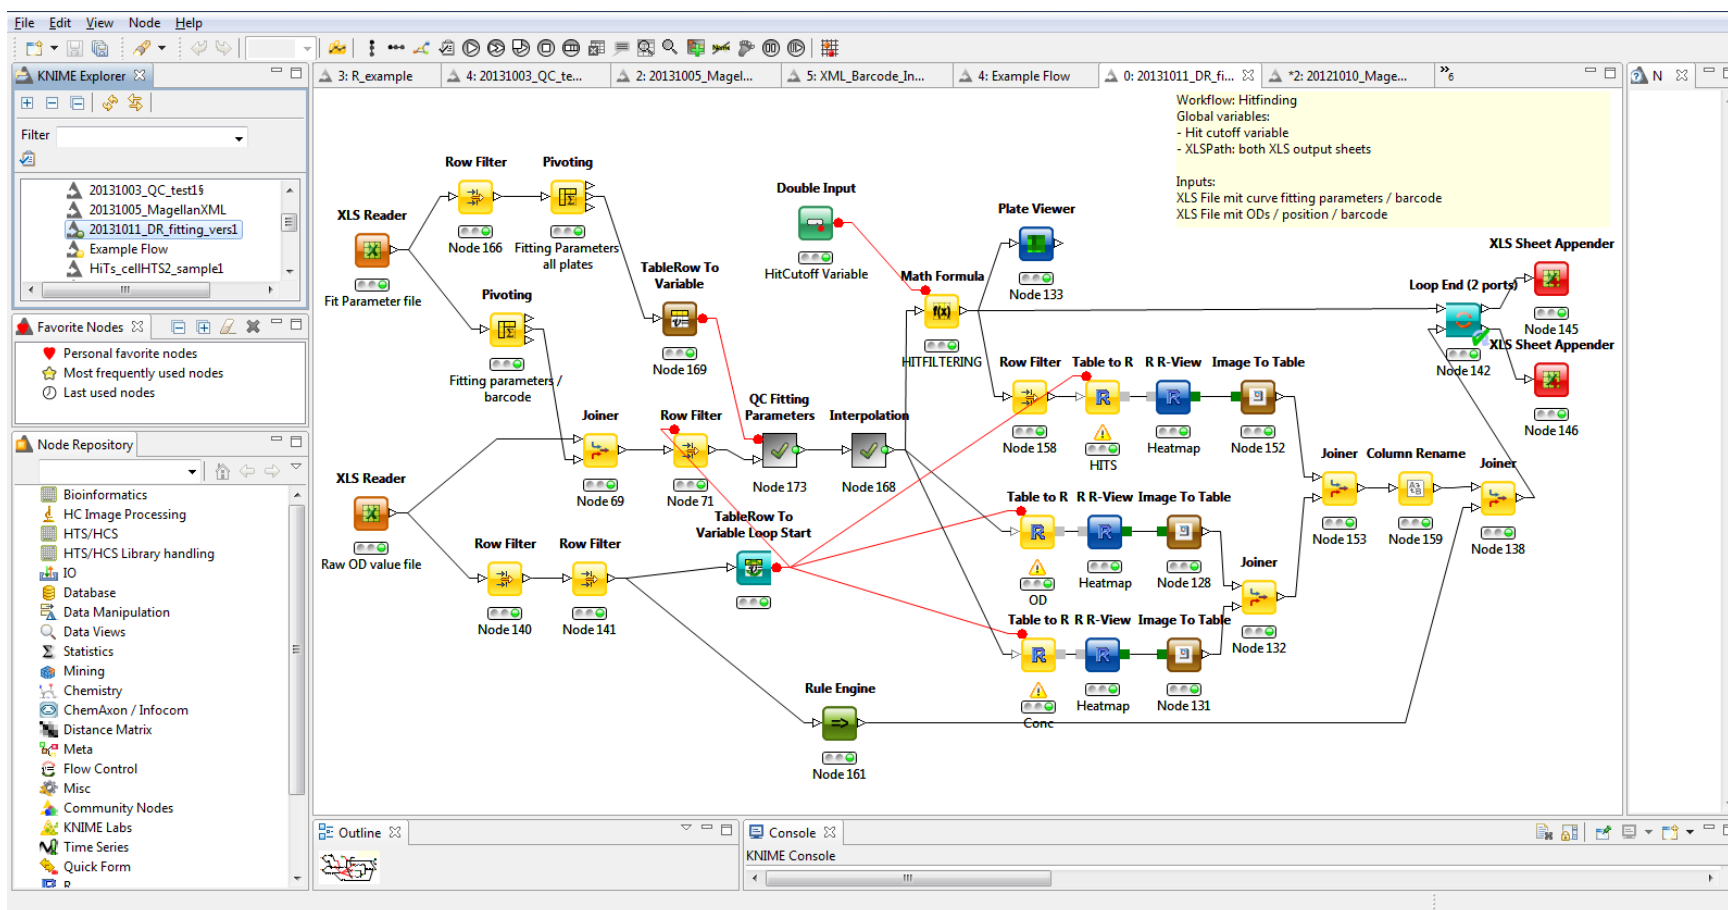 File Edit View Node Help
KNIME Explorer
3: R_example
4: 20131003_QC_te...
2: 20131005_Magel...
5: XML_Barcode_In...
4: Example Flow
0: 20131011_DR_fi...
*2: 20121010_Mage...
»6
N
Filter
20131003_QC_test1§
20131005_MagellanXML
20131011_DR_fitting_vers1
Example Flow
HiTs_cellHTS2_sample1
Favorite Nodes
Personal favorite nodes
Most frequently used nodes
Last used nodes
Node Repository
Bioinformatics
HC Image Processing
HTS/HCS
HTS/HCS Library handling
IO
Database
Data Manipulation
Data Views
Statistics
Mining
Chemistry
ChemAxon / Infocom
Distance Matrix
Meta
Flow Control
Misc
Community Nodes
KNIME Labs
Time Series
Quick Form
R
Workflow: Hitfinding
Global variables:
- Hit cutoff variable
- XLSPath: both XLS output sheets
Inputs:
XLS File mit curve fitting parameters / barcode
XLS File mit ODs / position / barcode
XLS Reader
Fit Parameter file
Row Filter
Node 166
Pivoting
Fitting Parameters
all plates
Pivoting
Fitting parameters /
barcode
TableRow To
Variable
Node 169
Double Input
HitCutoff Variable
Plate Viewer
Node 133
Math Formula
HITFILTERING
XLS Sheet Appender
Node 145
Loop End (2 ports)
Node 142
XLS Sheet Appender
Node 146
Row Filter
Node 158
Table to R
HITS
R R-View
Heatmap
Image To Table
Node 152
Joiner
Node 69
Row Filter
Node 71
QC Fitting
Parameters
Node 173
Interpolation
Node 168
XLS Reader
Raw OD value file
Row Filter
Node 140
Row Filter
Node 141
TableRow To
Variable Loop Start
Table to R
OD
R R-View
Heatmap
Image To Table
Node 128
Joiner
Node 132
Joiner
Node 153
Column Rename
Node 159
Joiner
Node 138
Table to R
Conc
R R-View
Heatmap
Image To Table
Node 131
Rule Engine
Node 161
Outline
Console
KNIME Console